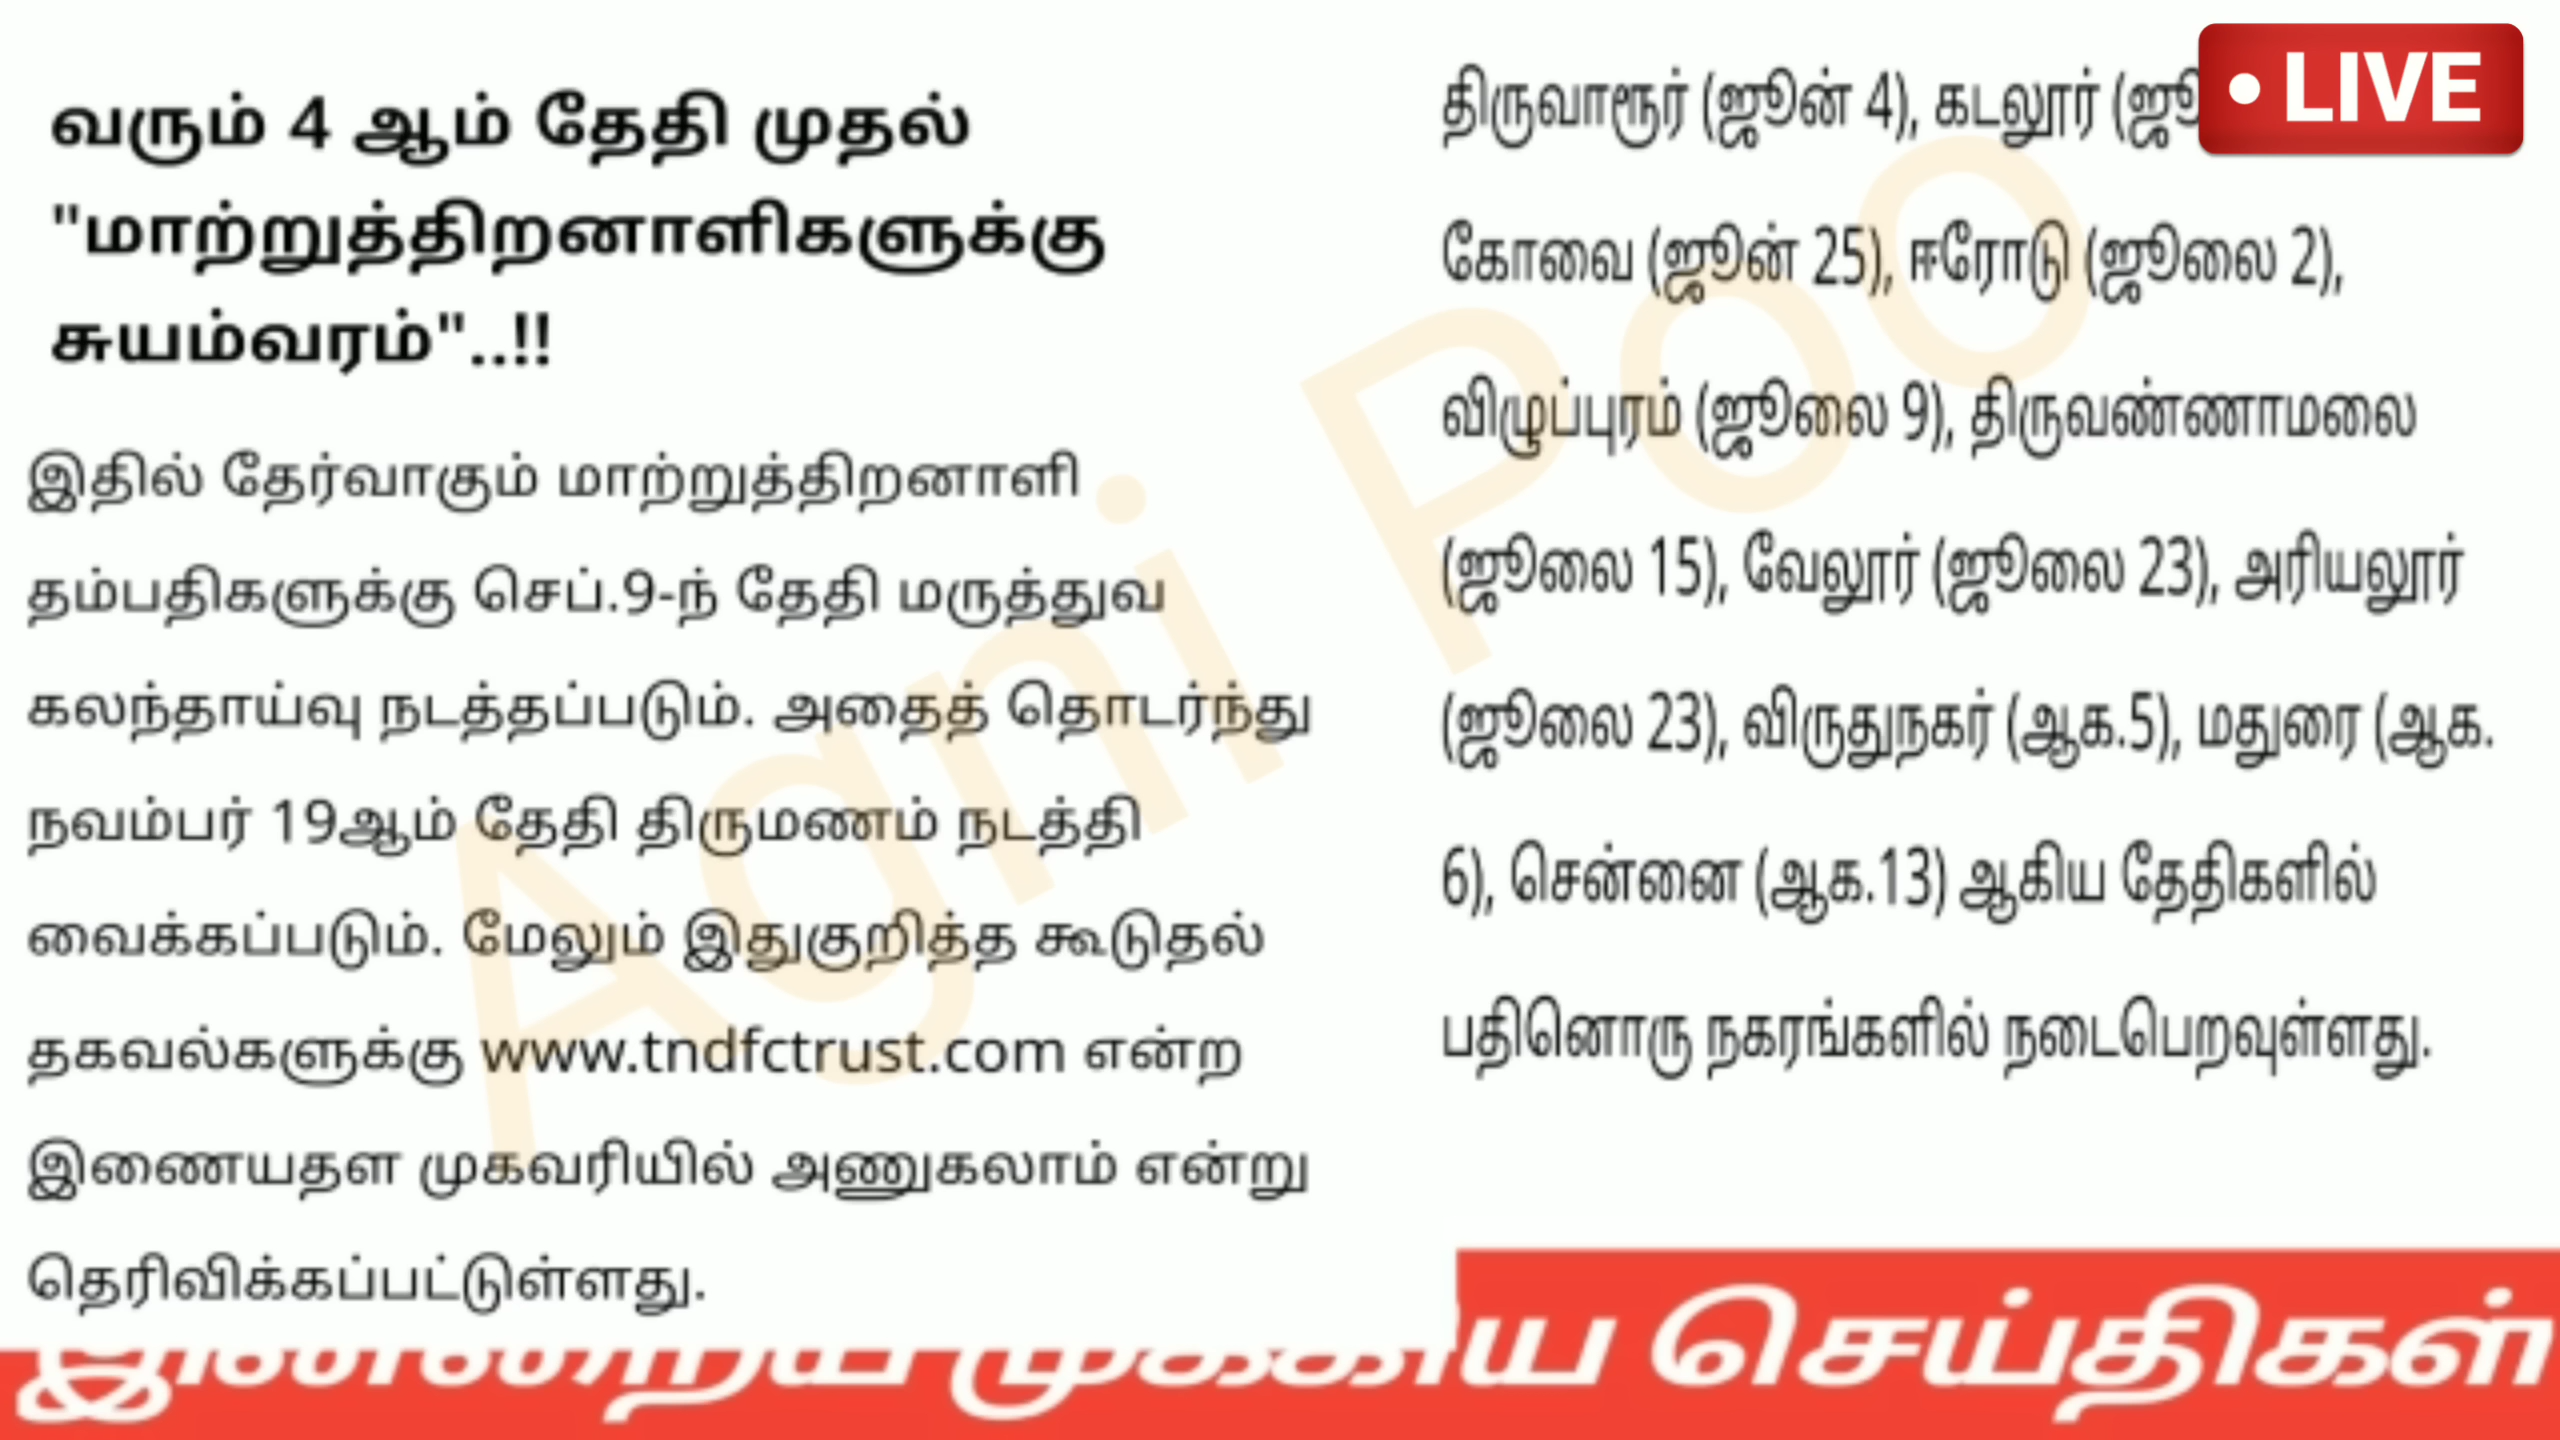 வரும் 4 ஆம் தேதி முதல்
"மாற்றுத்திறனாளிகளுக்கு
சுயம்வரம்"..!!
இதில் தேர்வாகும் மாற்றுத்திறனாளி
தம்பதிகளுக்கு செப்.9-ந் தேதி மருத்துவ
கலந்தாய்வு நடத்தப்படும். அதைத் தொடர்ந்து
நவம்பர் 19ஆம் தேதி திருமணம் நடத்தி
வைக்கப்படும். மேலும் இதுகுறித்த கூடுதல்
தகவல்களுக்கு www.tndfctrust.com என்ற
இணையதள முகவரியில் அணுகலாம் என்று
தெரிவிக்கப்பட்டுள்ளது.
திருவாரூர் (ஜூன் 4), கடலூர்
• LIVE
கோவை (ஜூன் 25), ஈரோடு (ஜூலை 2),
விழுப்புரம் (ஜூலை 9), திருவண்ணாமலை
(ஜூலை 15), வேலூர் (ஜூலை 23), அரியலூர்
(ஜூலை 23), விருதுநகர் (ஆக.5), மதுரை (ஆக.
6), சென்னை (ஆக.13) ஆகிய தேதிகளில்
பதினொரு நகரங்களில் நடைபெறவுள்ளது.
Agni Poo
இன்றைய முக்கிய செய்திகள்